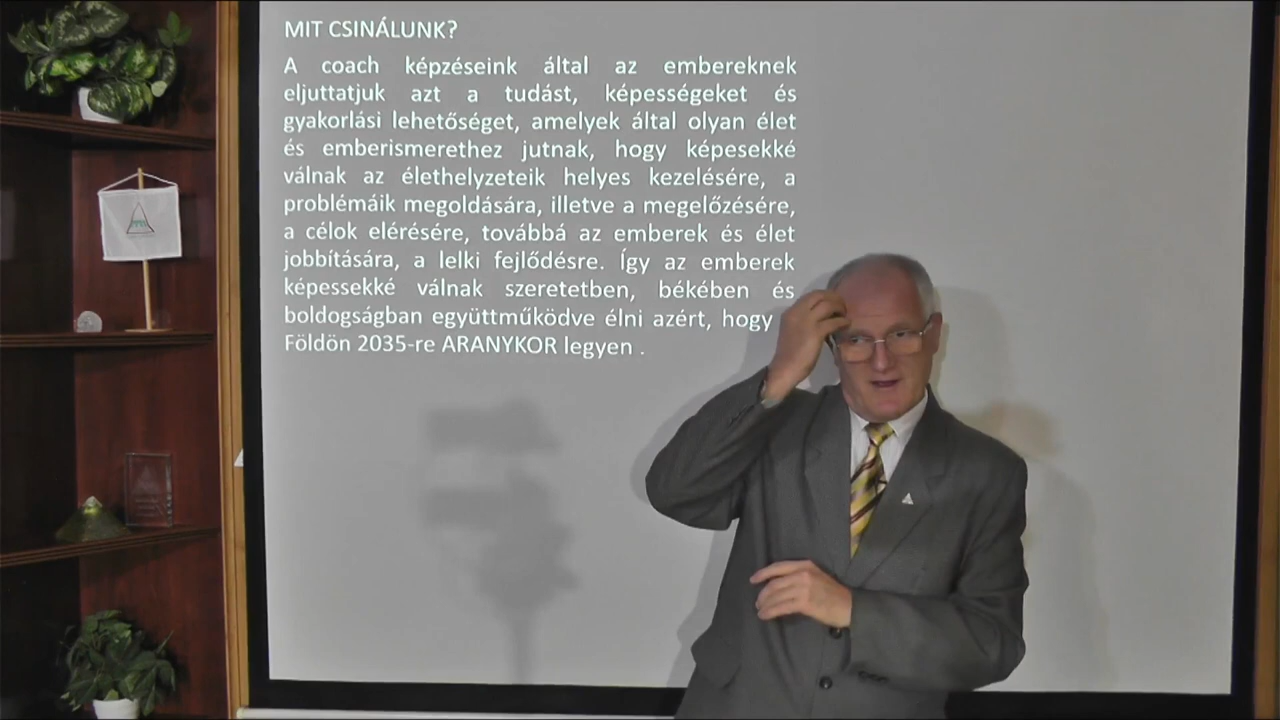 MIT CSINÁLUNK?
A coach képzéseink által az embereknek
eljuttatjuk azt a tudást, képességeket és
gyakorlási lehetőséget, amelyek által olyan élet
és emberismerethez jutnak, hogy képesekké
válnak az élethelyzeteik helyes kezelésére, a
problémáik megoldására, illetve a megelőzésére,
a célok elérésére, továbbá az emberek és élet
jobbítására, a lelki fejlődésre. Így az emberek
képessekké válnak szeretetben, békében és
boldogságban együttműködve élni azért, hogy
Földön 2035-re ARANYKOR legyen .